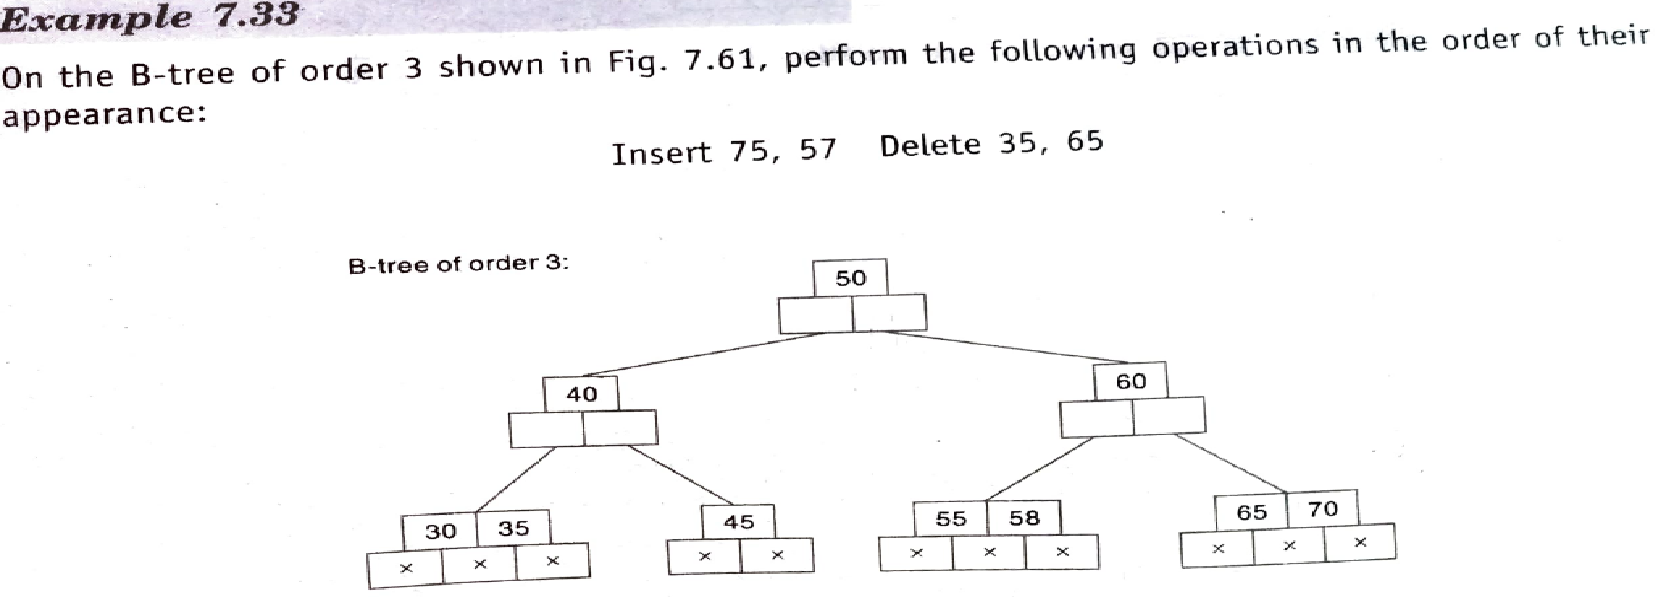 Example 7.33
On the B-tree of order 3 shown in Fig. 7.61, perform the following operations in the order of their
appearance:
Insert 75, 57 Delete 35, 65
B-tree of order 3:
50
40 60
30 35 45 55 58 65 70
× × × × × × × × × × ×